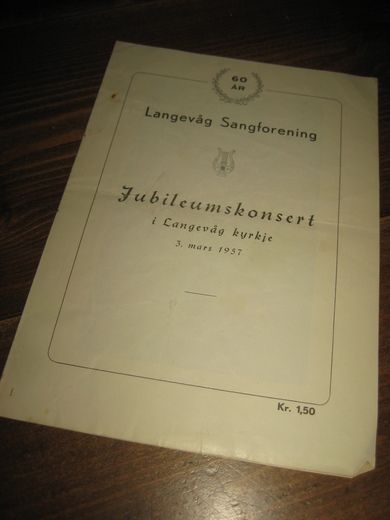 60
ÅR
Langevåg Sangforening
Jubileumskonsert
i Langevåg kyrkje
3. mars 1957
Kr. 1,50